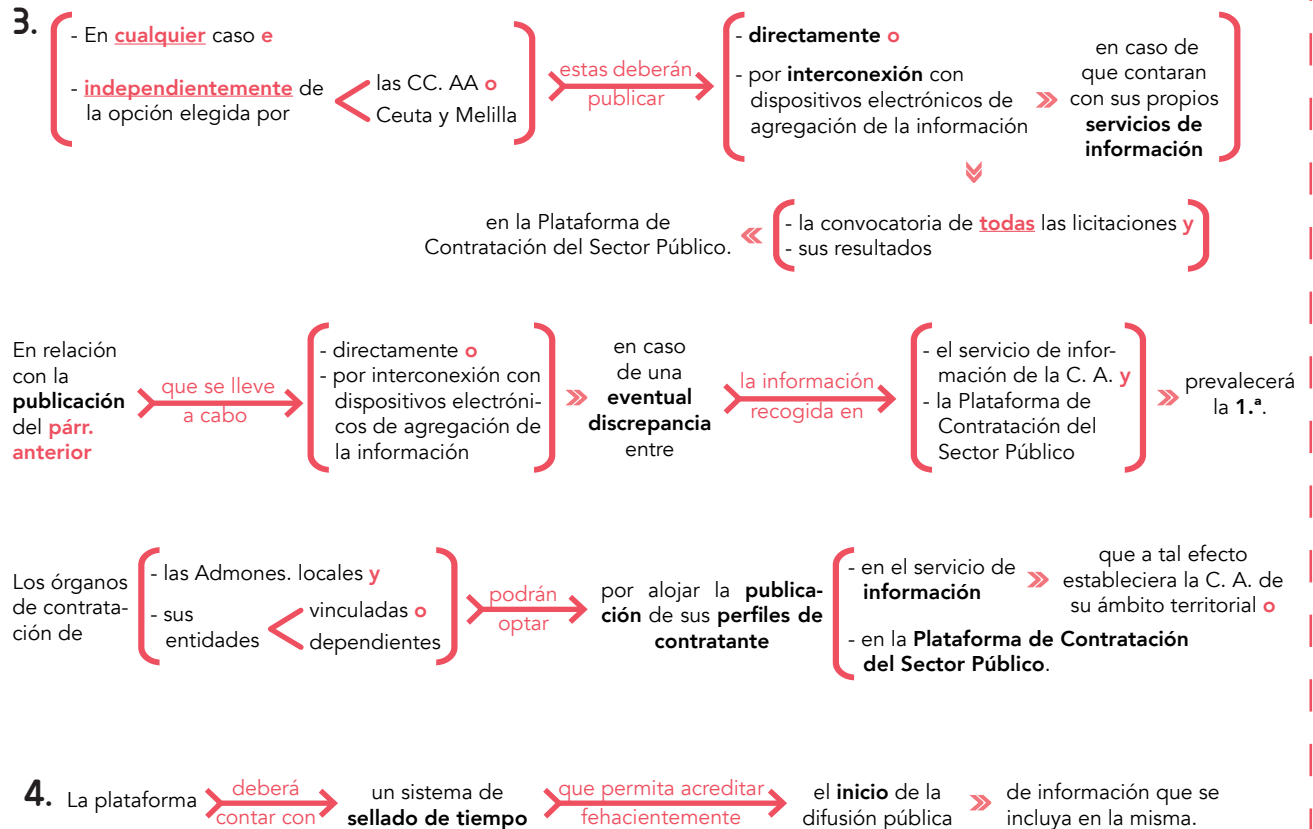 3.
- En cualquier caso e
- independientemente de
la opción elegida por
las CC. AA o
Ceuta y Melilla
estas deberán
publicar
- directamente o
- por interconexión con
dispositivos electrónicos de
agregación de la información
en caso de
que contaran
con sus propios
servicios de
información
- la convocatoria de todas las licitaciones y
- sus resultados
en la Plataforma de
Contratación del Sector Público.
En relación
con la
publicación
del párr.
anterior
que se lleve
a cabo
- directamente o
- por interconexión con
dispositivos electróni-
cos de agregación de
la información
en caso
de una
eventual
discrepancia
entre
la información
recogida en
- el servicio de infor-
mación de la C. A. y
- la Plataforma de
Contratación del
Sector Público
prevalecerá
la 1.ª.
Los órganos
de contrata-
ción de
- las Admones. locales y
- sus
entidades
vinculadas o
dependientes
podrán
optar
por alojar la publica-
ción de sus perfiles de
contratante
- en el servicio de
información
que a tal efecto
estableciera la C. A. de
su ámbito territorial o
- en la Plataforma de Contratación
del Sector Público.
4. La plataforma
deberá
contar con
un sistema de
sellado de tiempo
que permita acreditar
fehacientemente
el inicio de la
difusión pública
de información que se
incluya en la misma.